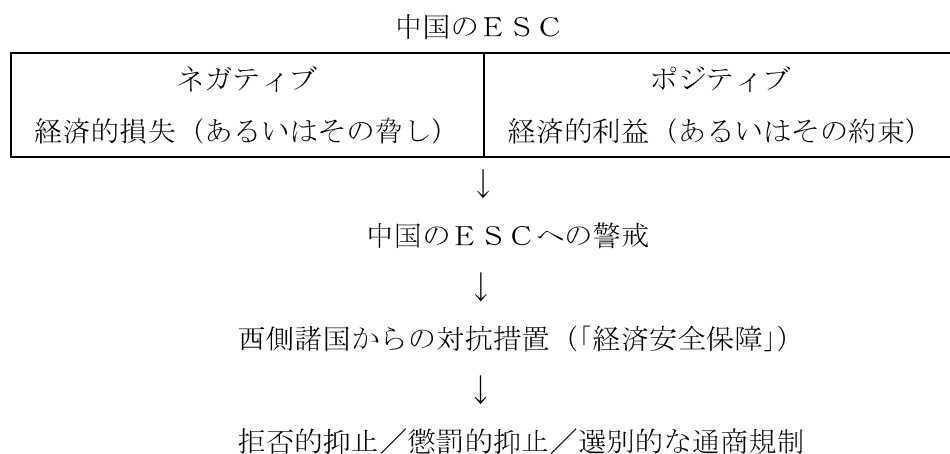 中国のＥＳＣ
ネガティブ
経済的損失（あるいはその脅し）
ポジティブ
経済的利益（あるいはその約束）
↓
中国のＥＳＣへの警戒
↓
西側諸国からの対抗措置（「経済安全保障」）
↓
拒否的抑止／懲罰的抑止／選別的な通商規制